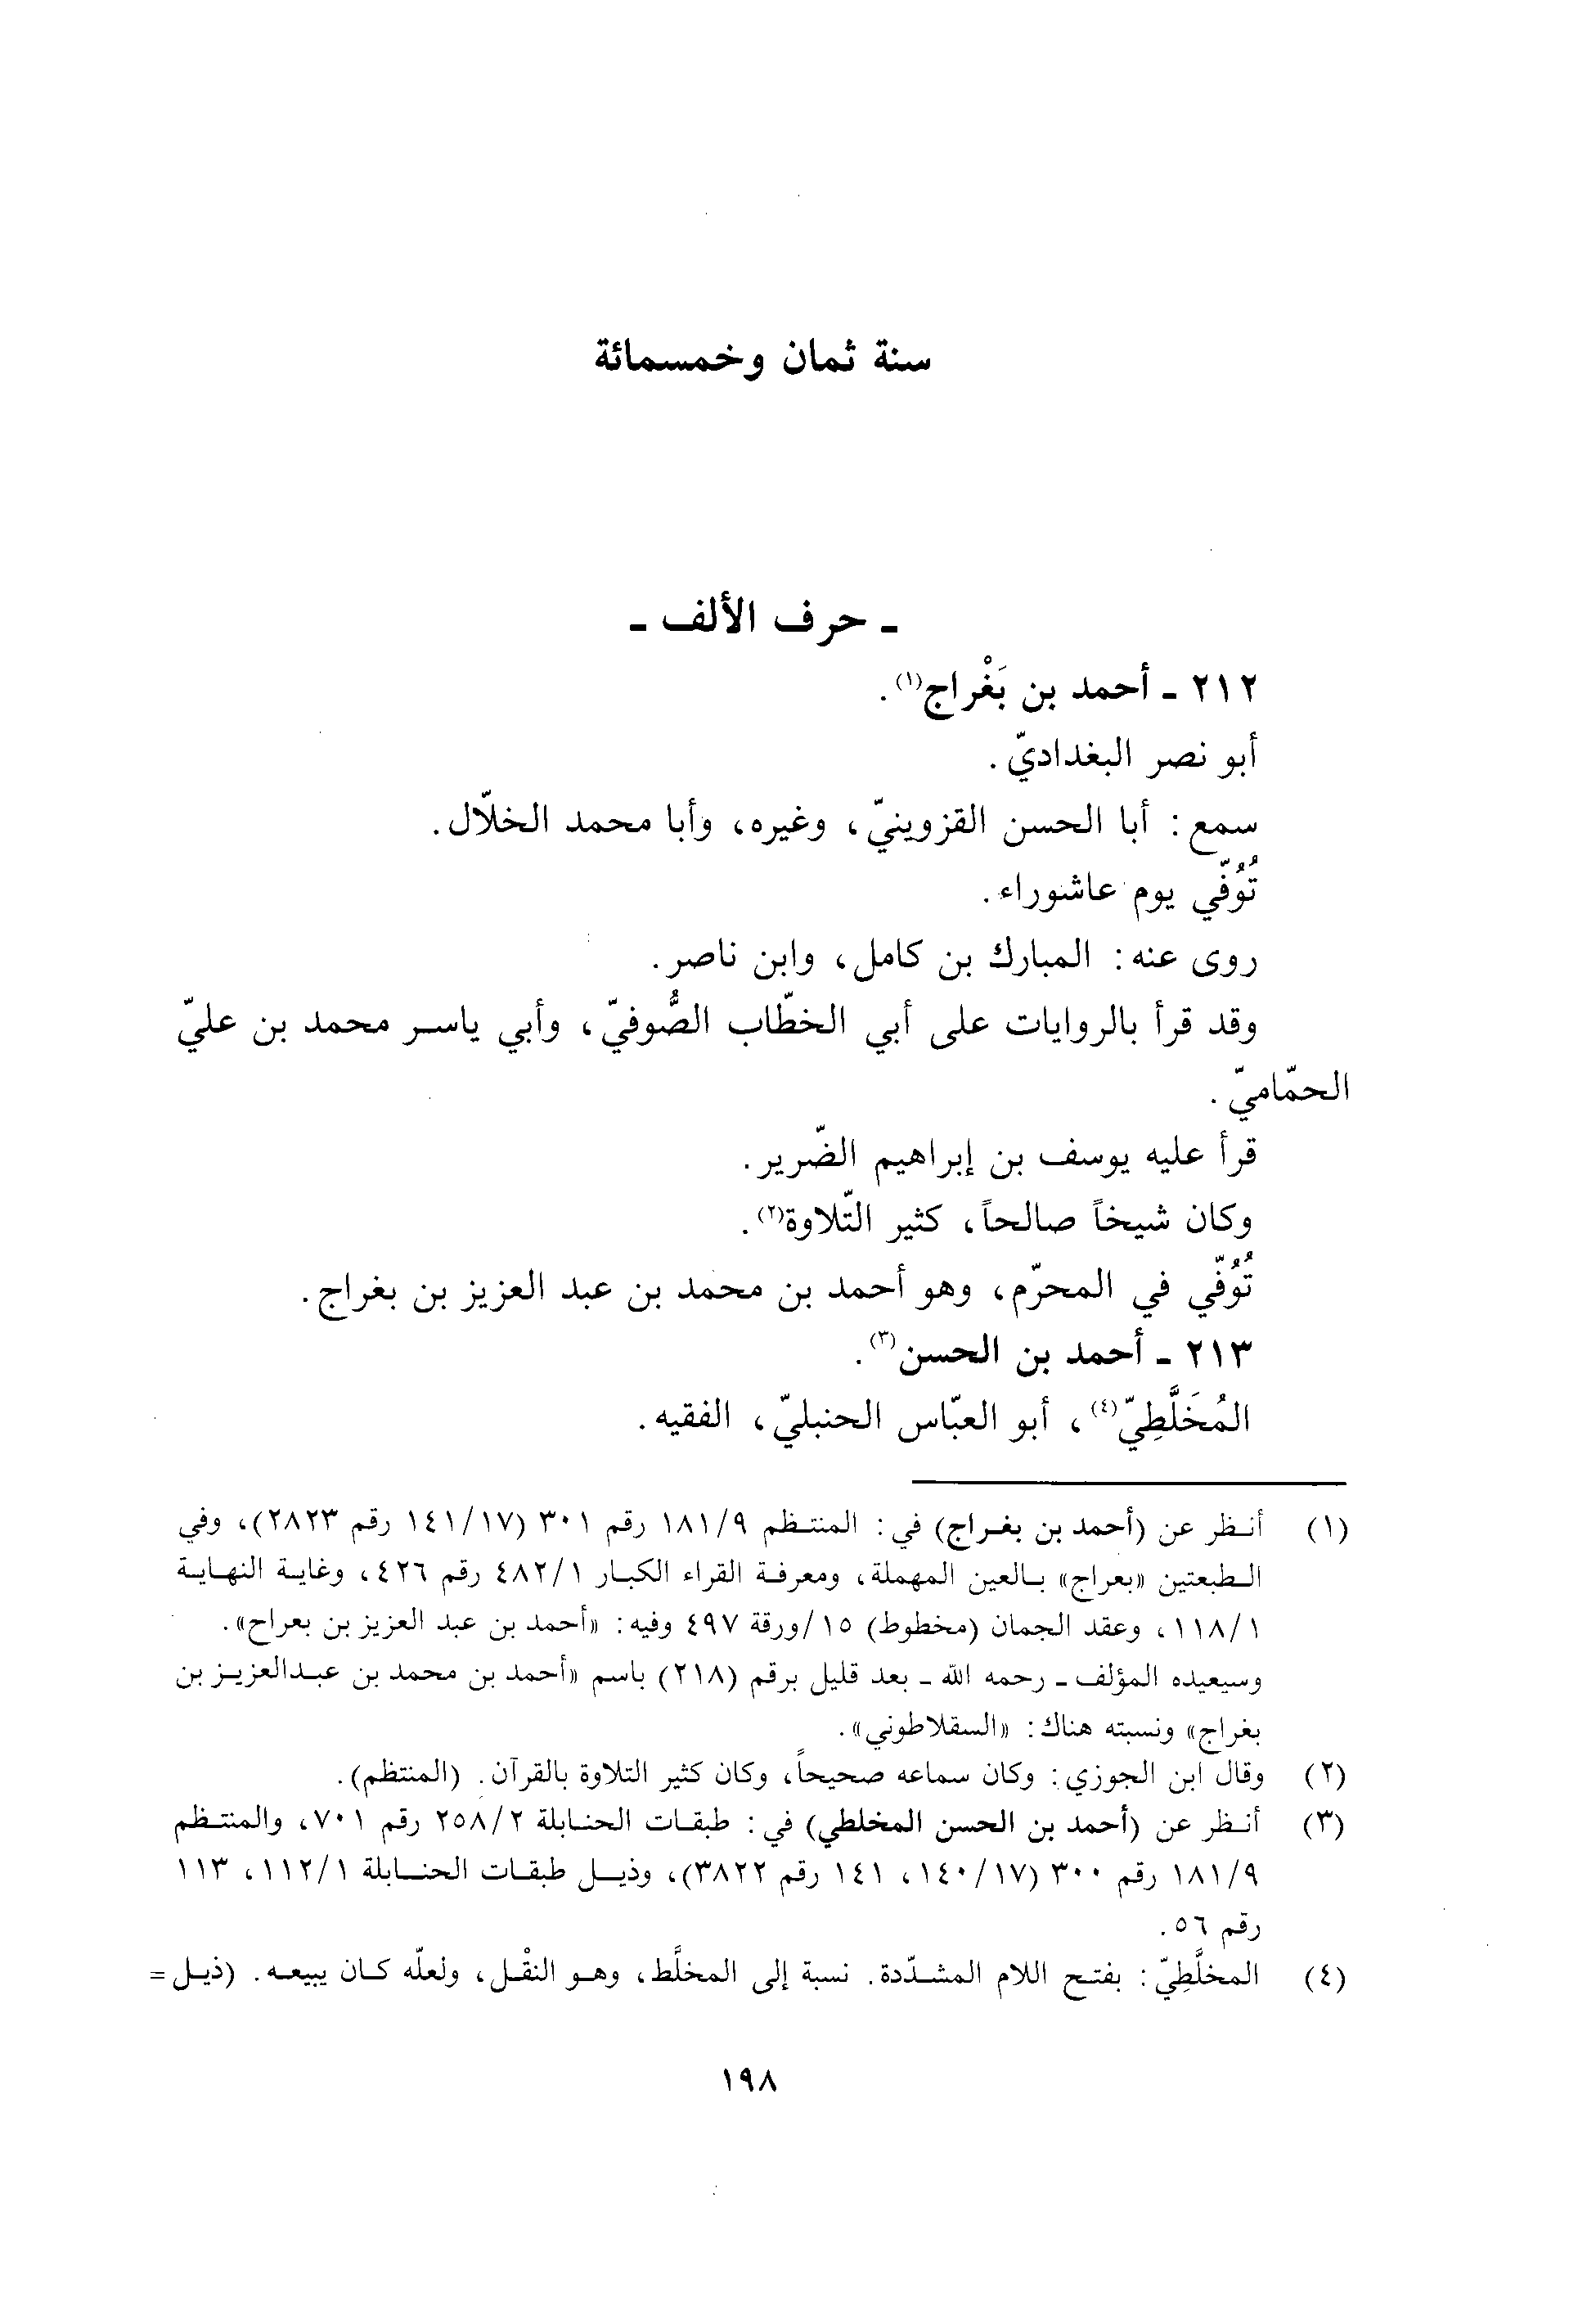 سنة ثمان وخمسمائة
ـ حرف الألف ـ
٢١٢ ـ أحمد بن بَغْراج(١).
أبو نصر البغداديّ.
سمع: أبا الحسن القزوينيّ، وغيره، وأبا محمد الخلّال.
تُوُفّي يوم عاشوراء.
روى عنه: المبارك بن كامل، وابن ناصر.
وقد قرأ بالروايات على أبي الخطّاب الصُّوفيّ، وأبي ياسر محمد بن عليّ
الحمّاميّ.
قرأ عليه يوسف بن إبراهيم الضّرير.
وكان شيخاً صالحاً، كثير التّلاوة(٢).
تُوُفّي في المحرّم، وهو أحمد بن محمد بن عبد العزيز بن بغراج.
٢١٣ ـ أحمد بن الحسن(٣).
المُخَلَّطِيّ(٤)، أبو العبّاس الحنبليّ، الفقيه.
(١) أنظر عن (أحمد بن بغراج) في: المنتظم ١٨١/٩ رقم ٣٠١ (١٤١/١٧ رقم ٢٨٢٣)، وفي
الطبعتين «بعراج» بالعين المهملة، ومعرفة القراء الكبار ٤٨٢/١ رقم ٤٢٦، وغاية النهاية
١١٨/١، وعقد الجمان (مخطوط) ١٥/ورقة ٤٩٧ وفيه: «أحمد بن عبد العزيز بن بعراح».
وسيعيده المؤلف ـ رحمه الله ـ بعد قليل برقم (٢١٨) باسم «أحمد بن محمد بن عبدالعزيز بن
بغراج» ونسبته هناك: «السقلاطوني».
(٢) وقال ابن الجوزي: وكان سماعه صحيحاً، وكان كثير التلاوة بالقرآن. (المنتظم).
(٣) أنظر عن (أحمد بن الحسن المخلطي) في: طبقات الحنابلة ٢٥٨/٢ رقم ٧٠١، والمنتظم
١٨١/٩ رقم ٣٠٠ (١٤٠/١٧، ١٤١ رقم ٣٨٢٢)، وذيل طبقات الحنابلة ١١٢/١، ١١٣
رقم ٥٦.
(٤) المخلَّطِيّ: بفتح اللام المشدّدة. نسبة إلى المخلَّط، وهو النقْل، ولعلّه كان يبيعه. (ذيل =
١٩٨